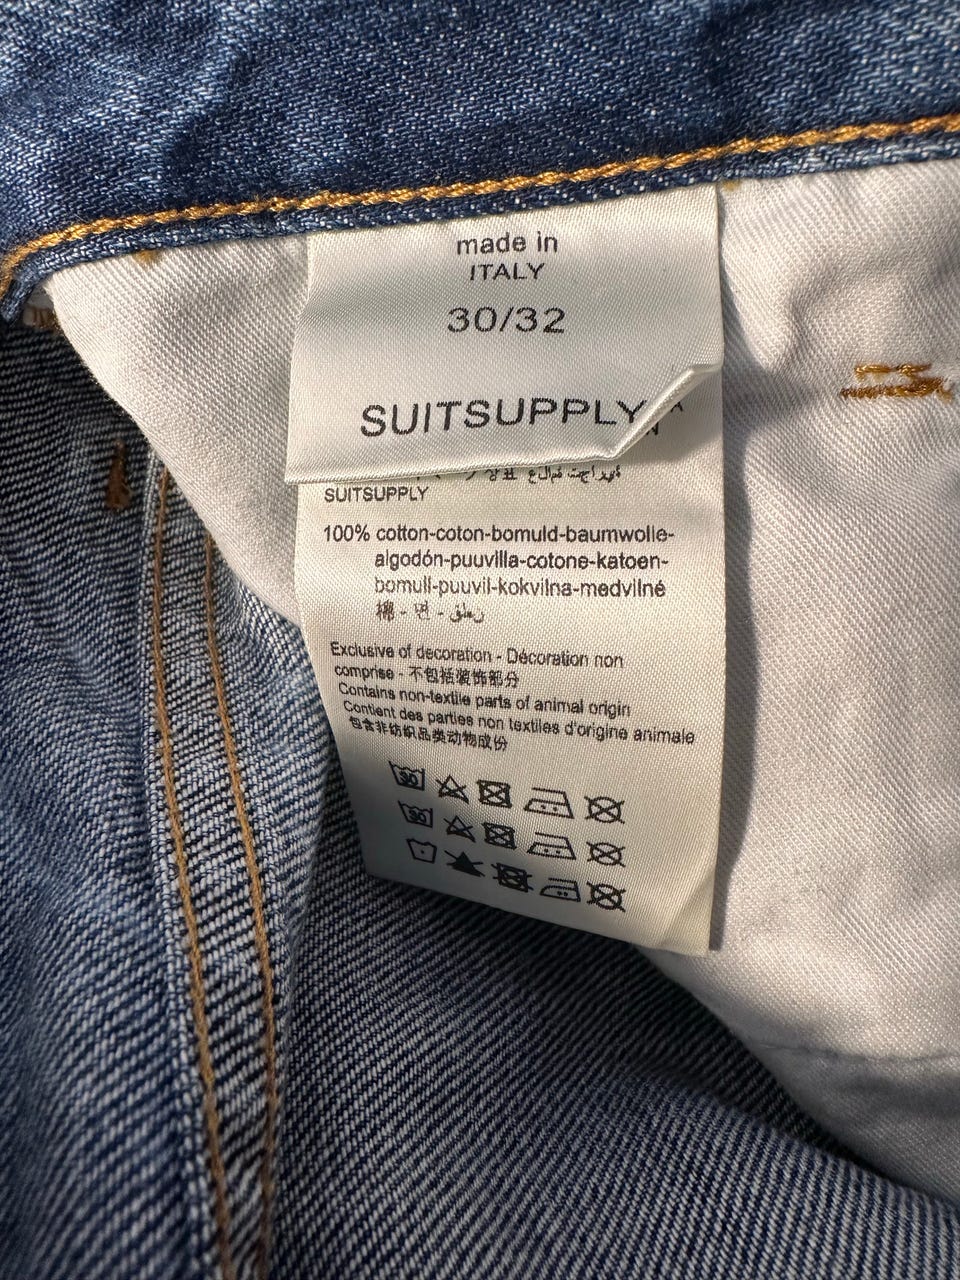 made in
ITALY
30/32
SUITSUPPLY
SUITSUPPLY
100% cotton-coton-bomuld-baumwolle-
algodón-puuvilla-cotone-katoen-
bomull-puuvil-kokvilna-medvilné
棉 - 면 - قطن
Exclusive of decoration - Décoration non
comprise - 不包括装饰部分
Contains non-textile parts of animal origin
Contient des parties non textiles d'origine animale
包含非纺织品类动物成份
30
30